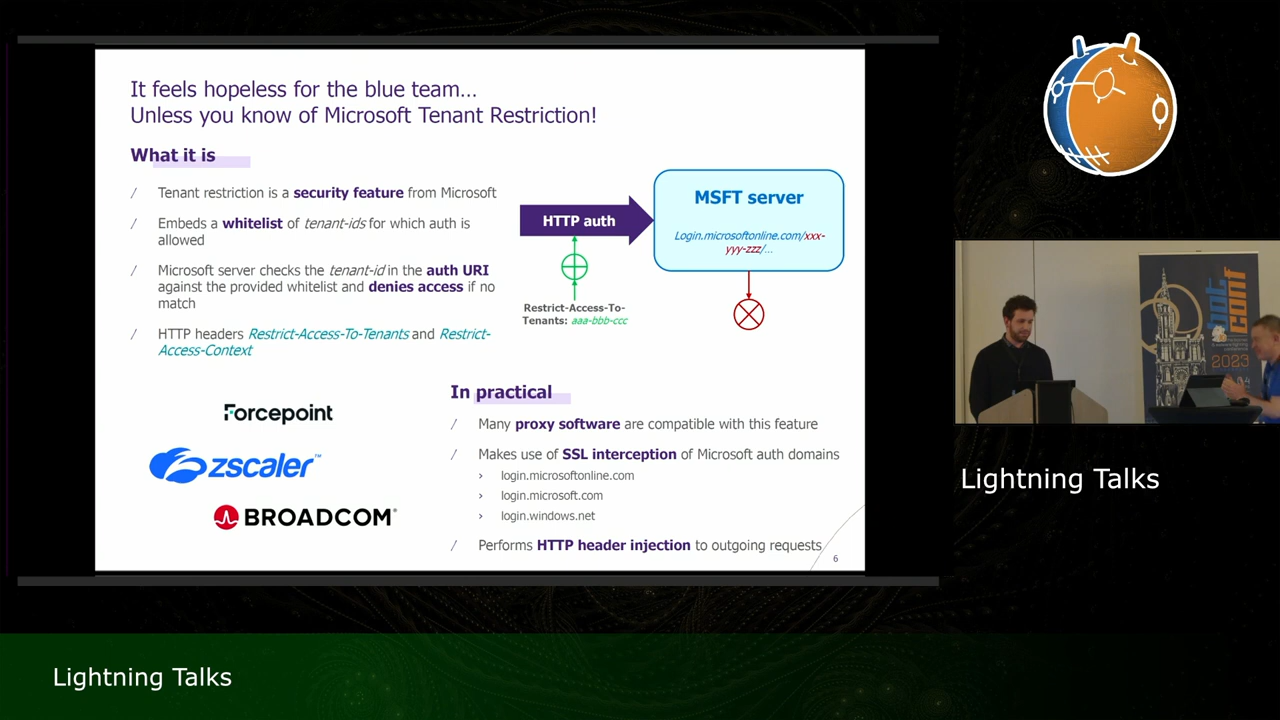 It feels hopeless for the blue team…
Unless you know of Microsoft Tenant Restriction!
What it is
/ Tenant restriction is a security feature from Microsoft
/ Embeds a whitelist of tenant-ids for which auth is
allowed
/ Microsoft server checks the tenant-id in the auth URI
against the provided whitelist and denies access if no
match
/ HTTP headers Restrict-Access-To-Tenants and Restrict-
Access-Context
HTTP auth
MSFT server
Login.microsoftonline.com/xxx-
yyy-zzz/…
Restrict-Access-To-
Tenants: aaa-bbb-ccc
Forcepoint
zscaler™
BROADCOM®
In practical
/ Many proxy software are compatible with this feature
/ Makes use of SSL interception of Microsoft auth domains
› login.microsoftonline.com
› login.microsoft.com
› login.windows.net
/ Performs HTTP header injection to outgoing requests
6
bot
conf
2023
Lightning Talks
Lightning Talks